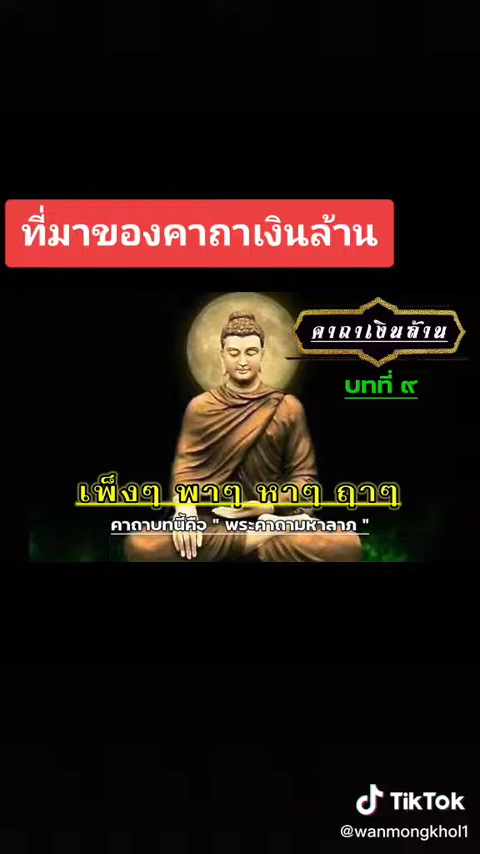 ที่มาของคาถาเงินล้าน
คาถาเงินล้าน
บทที่ ๙
เพ็งๆ พาๆ หาๆ ฤาๆ
คาถาบทนี้คือ " พระคาถามหาลาภ "
TikTok
@wanmongkhol1